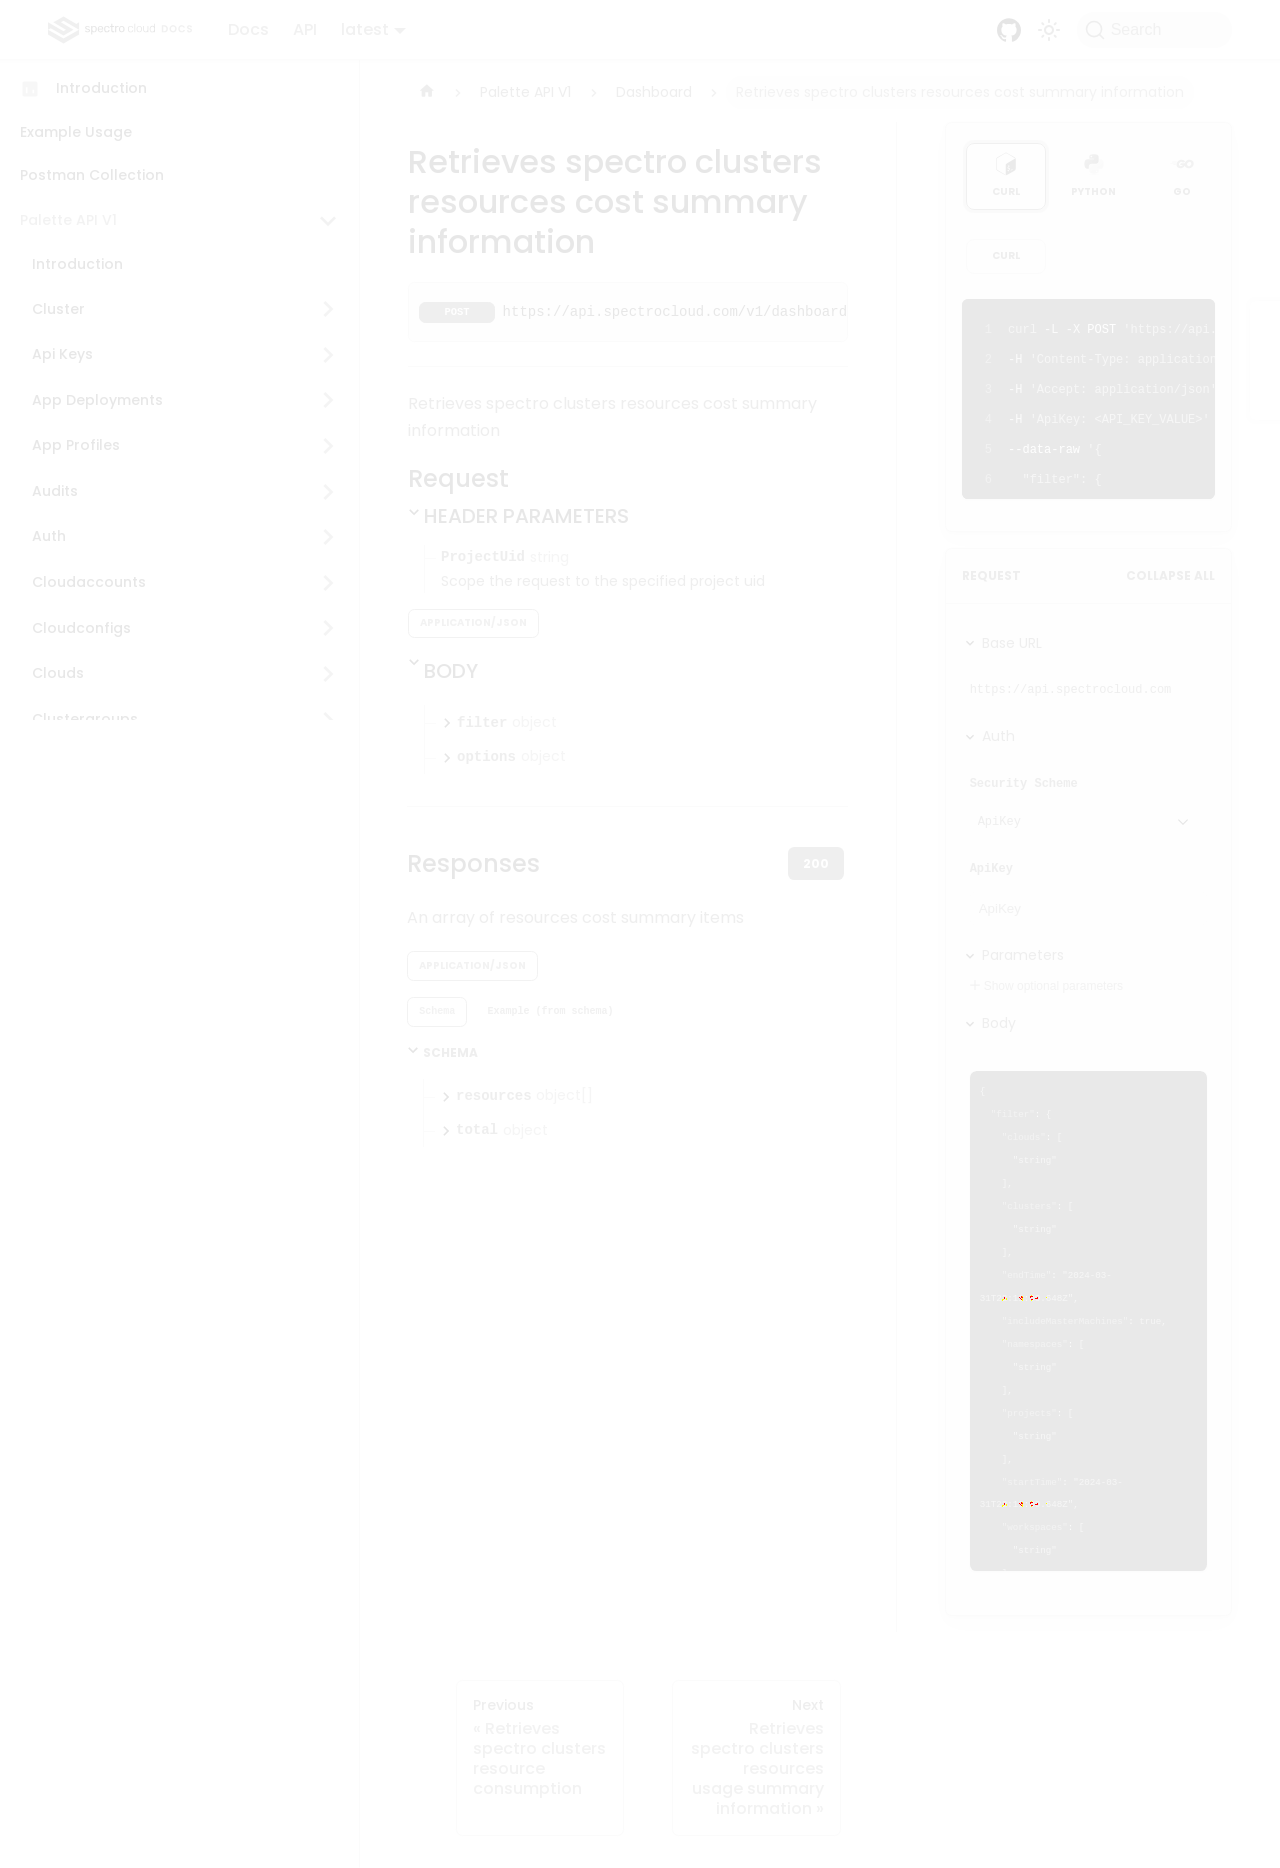 spectro cloud DOCS
Docs
API
latest
Search
Introduction
Example Usage
Postman Collection
Palette API V1
Introduction
Cluster
Api Keys
App Deployments
App Profiles
Audits
Auth
Cloudaccounts
Cloudconfigs
Clouds
Clustergroups
Palette API V1
Dashboard
Retrieves spectro clusters resources cost summary information
Retrieves spectro clusters
resources cost summary
information
POST
https://api.spectrocloud.com/v1/dashboard
Retrieves spectro clusters resources cost summary
information
Request
HEADER PARAMETERS
ProjectUid string
Scope the request to the specified project uid
APPLICATION/JSON
BODY
filter object
options object
Responses
200
An array of resources cost summary items
APPLICATION/JSON
Schema
Example (from schema)
SCHEMA
resources object[]
total object
CURL
PYTHON
GO
CURL
1 curl -L -X POST 'https://api.
2 -H 'Content-Type: application
3 -H 'Accept: application/json'
4 -H 'ApiKey: <API_KEY_VALUE>'
5 --data-raw '{
6 "filter": {
REQUEST
COLLAPSE ALL
Base URL
https://api.spectrocloud.com
Auth
Security Scheme
ApiKey
ApiKey
ApiKey
Parameters
+ Show optional parameters
Body
{
"filter": {
"clouds": [
"string"
],
"clusters": [
"string"
],
"endTime": "2024-03-
"includeMasterMachines": true,
"namespaces": [
"string"
],
"projects": [
"string"
],
"startTime": "2024-03-
"workspaces": [
"string"
Previous
« Retrieves
spectro clusters
resource
consumption
Next
Retrieves
spectro clusters
resources
usage summary
information »